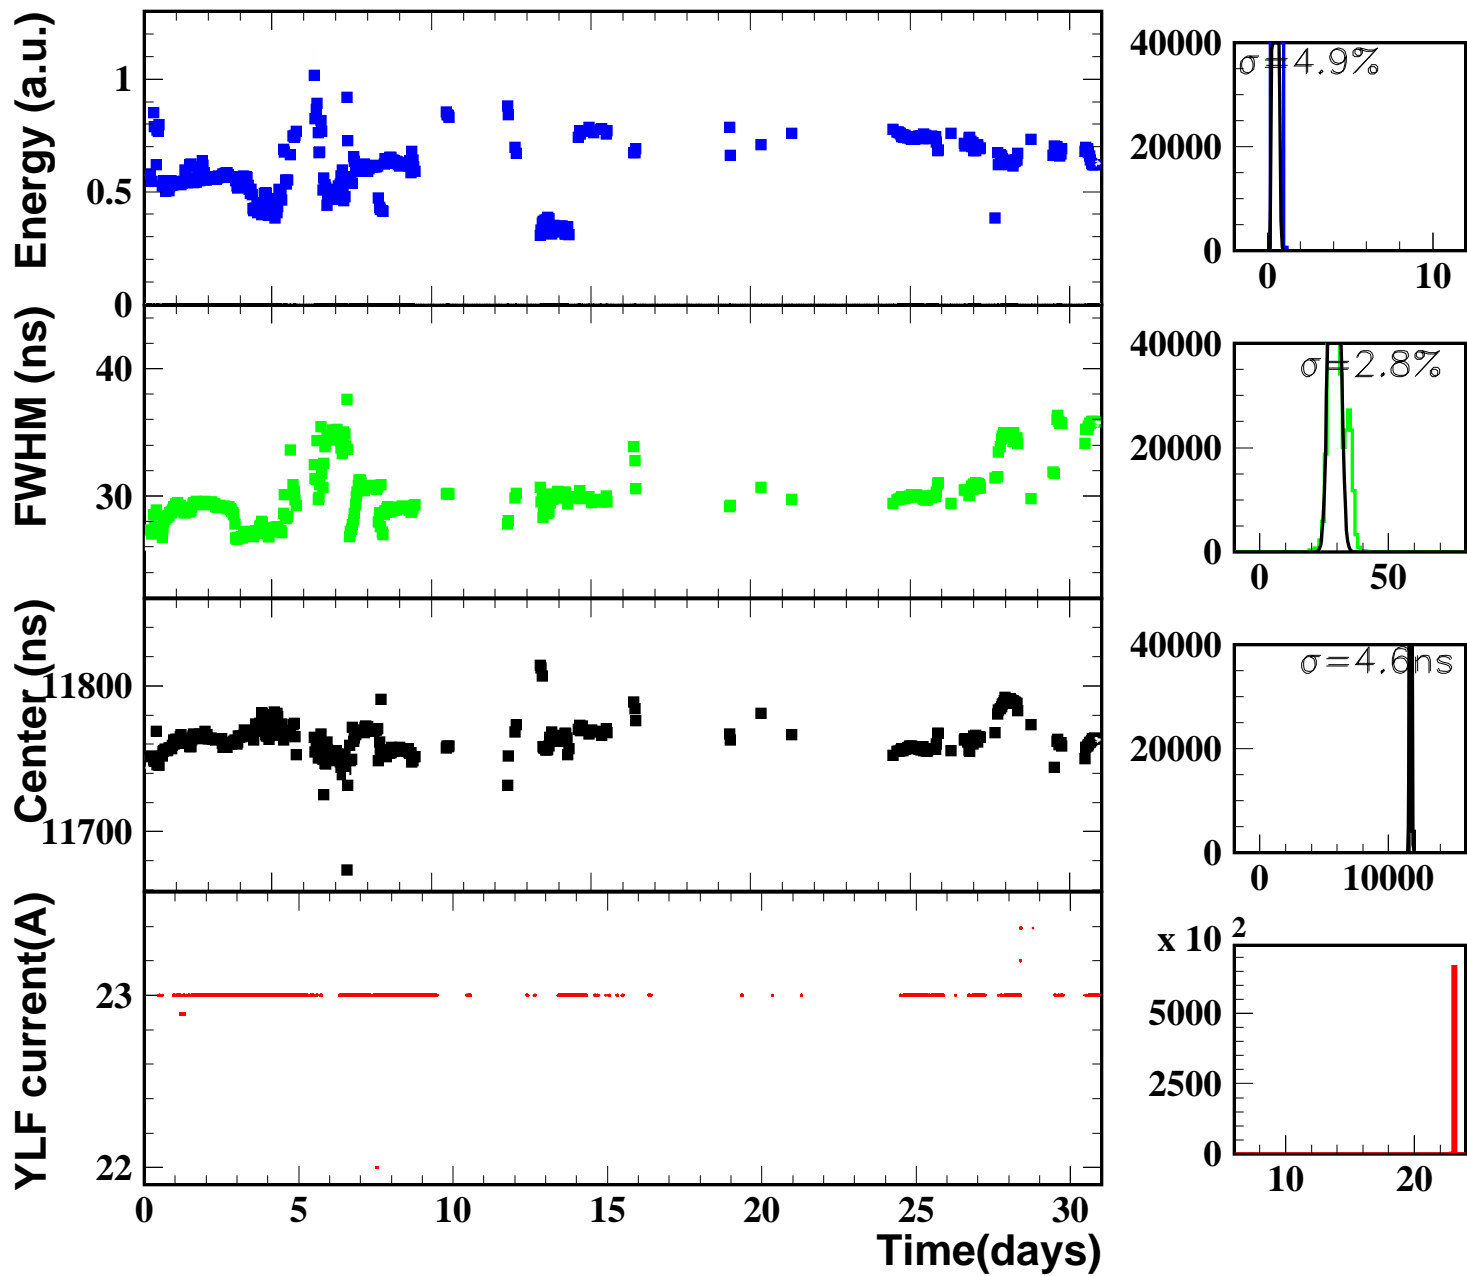 Energy (a.u.)
1
0.5
0
40000
20000
0
σ=4.9%
0 10
FWHM (ns)
40
30
40000
20000
0
σ=2.8%
0 50
Center (ns)
11800
11700
40000
20000
0
σ=4.6ns
0 10000
YLF current(A)
23
22
x 10 2
5000
2500
0
10 20
0 5 10 15 20 25 30
Time(days)